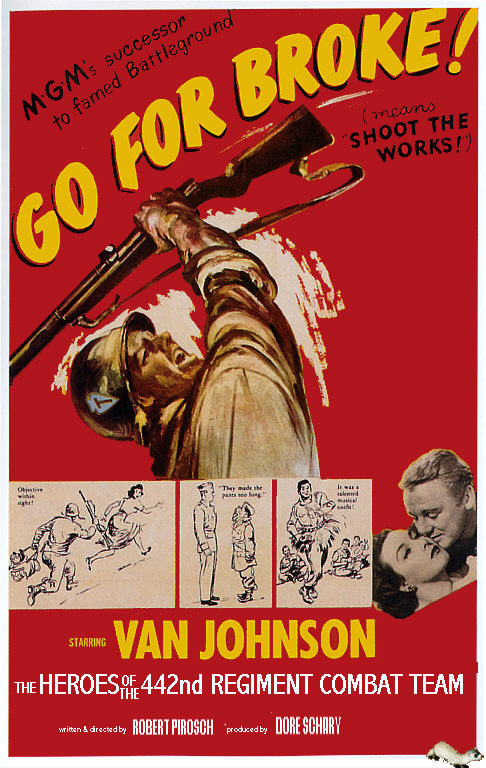 MGM's successor
to famed Battleground
GO FOR BROKE!
(means
"SHOOT THE
WORKS!")
Objective
within
sight!
"They made the
pants too long."
It was a
talented
musical
outfit!
STARRING VAN JOHNSON
THE HEROES OF THE 442nd REGIMENT COMBAT TEAM
written & directed by ROBERT PIROSCH produced by DORE SCHARY